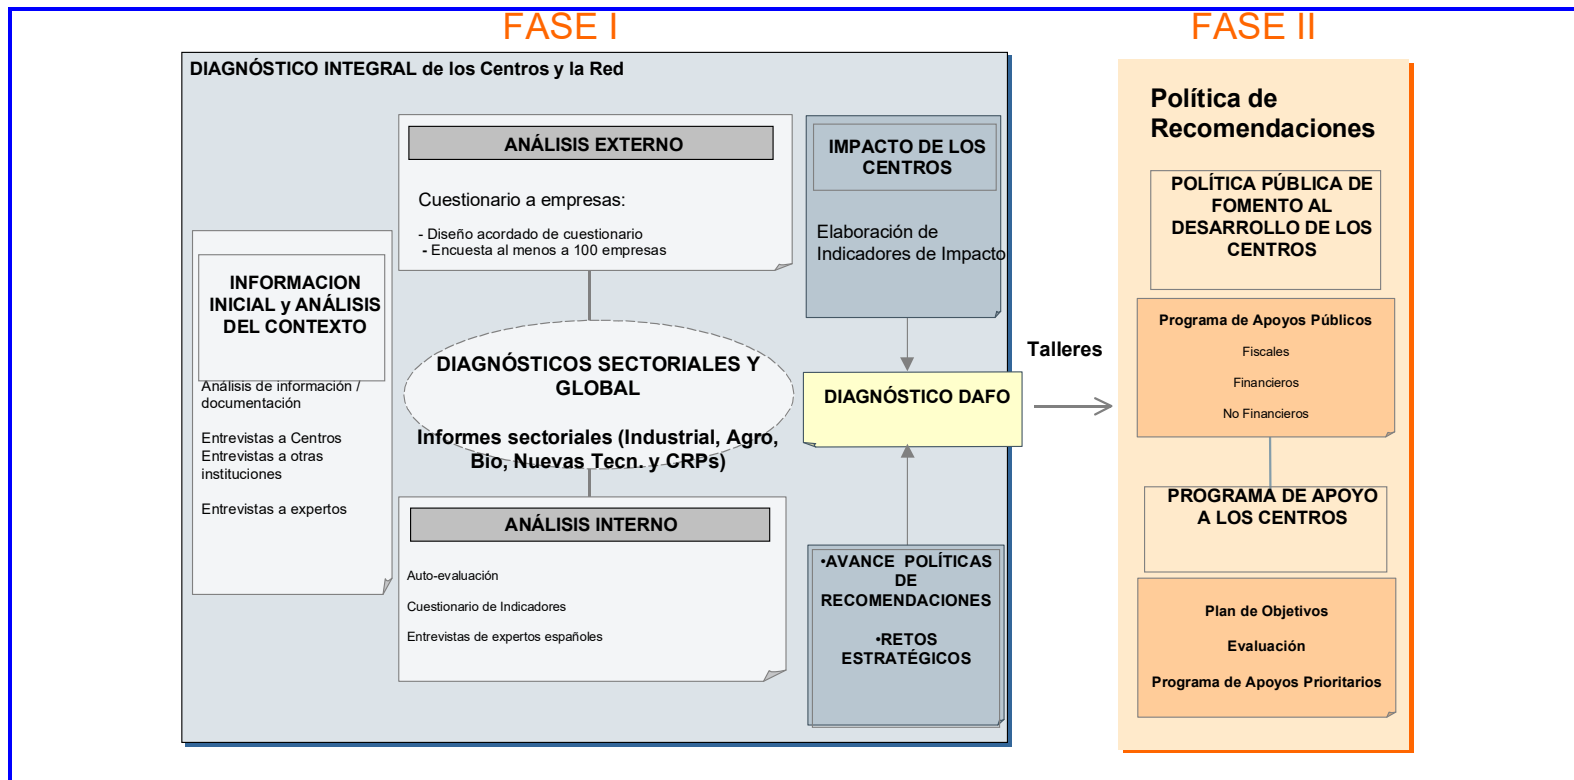 FASE I
FASE II
DIAGNÓSTICO INTEGRAL de los Centros y la Red
INFORMACION
INICIAL y ANÁLISIS
DEL CONTEXTO
Análisis de información /
documentación
Entrevistas a Centros
Entrevistas a otras
instituciones
Entrevistas a expertos
ANÁLISIS EXTERNO
Cuestionario a empresas:
- Diseño acordado de cuestionario
- Encuesta al menos a 100 empresas
DIAGNÓSTICOS SECTORIALES Y
GLOBAL
Informes sectoriales (Industrial, Agro,
Bio, Nuevas Tecn. y CRPs)
ANÁLISIS INTERNO
Auto-evaluación
Cuestionario de Indicadores
Entrevistas de expertos españoles
IMPACTO DE LOS
CENTROS
Elaboración de
Indicadores de Impacto
DIAGNÓSTICO DAFO
•AVANCE POLÍTICAS
DE
RECOMENDACIONES
•RETOS
ESTRATÉGICOS
Talleres
Política de
Recomendaciones
POLÍTICA PÚBLICA DE
FOMENTO AL
DESARROLLO DE LOS
CENTROS
Programa de Apoyos Públicos
Fiscales
Financieros
No Financieros
PROGRAMA DE APOYO
A LOS CENTROS
Plan de Objetivos
Evaluación
Programa de Apoyos Prioritarios